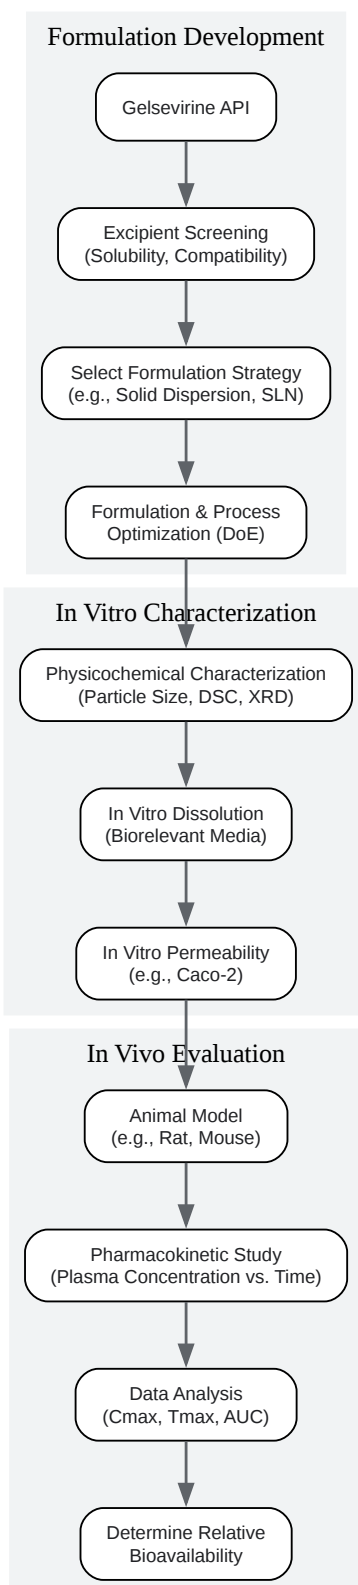 Formulation Development
Gelsevirine API
Excipient Screening
(Solubility, Compatibility)
Select Formulation Strategy
(e.g., Solid Dispersion, SLN)
Formulation & Process
Optimization (DoE)
In Vitro Characterization
Physicochemical Characterization
(Particle Size, DSC, XRD)
In Vitro Dissolution
(Biorelevant Media)
In Vitro Permeability
(e.g., Caco-2)
In Vivo Evaluation
Animal Model
(e.g., Rat, Mouse)
Pharmacokinetic Study
(Plasma Concentration vs. Time)
Data Analysis
(Cmax, Tmax, AUC)
Determine Relative
Bioavailability